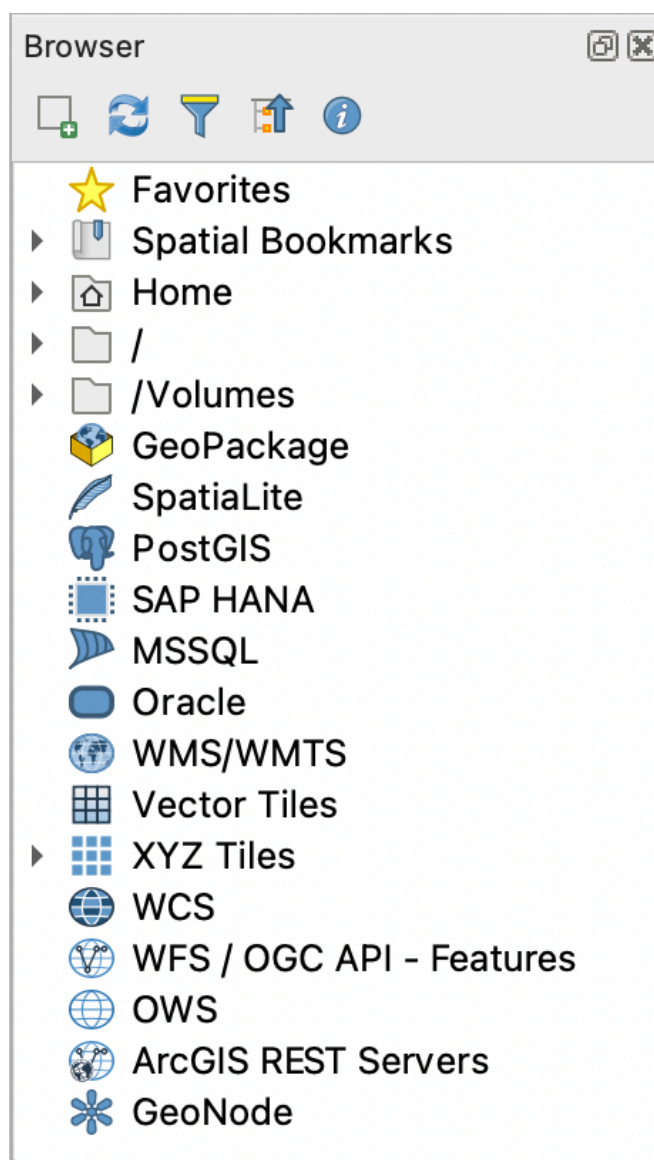 Browser
Favorites
Spatial Bookmarks
Home
/
/Volumes
GeoPackage
SpatiaLite
PostGIS
SAP HANA
MSSQL
Oracle
WMS/WMTS
Vector Tiles
XYZ Tiles
WCS
WFS / OGC API - Features
OWS
ArcGIS REST Servers
GeoNode